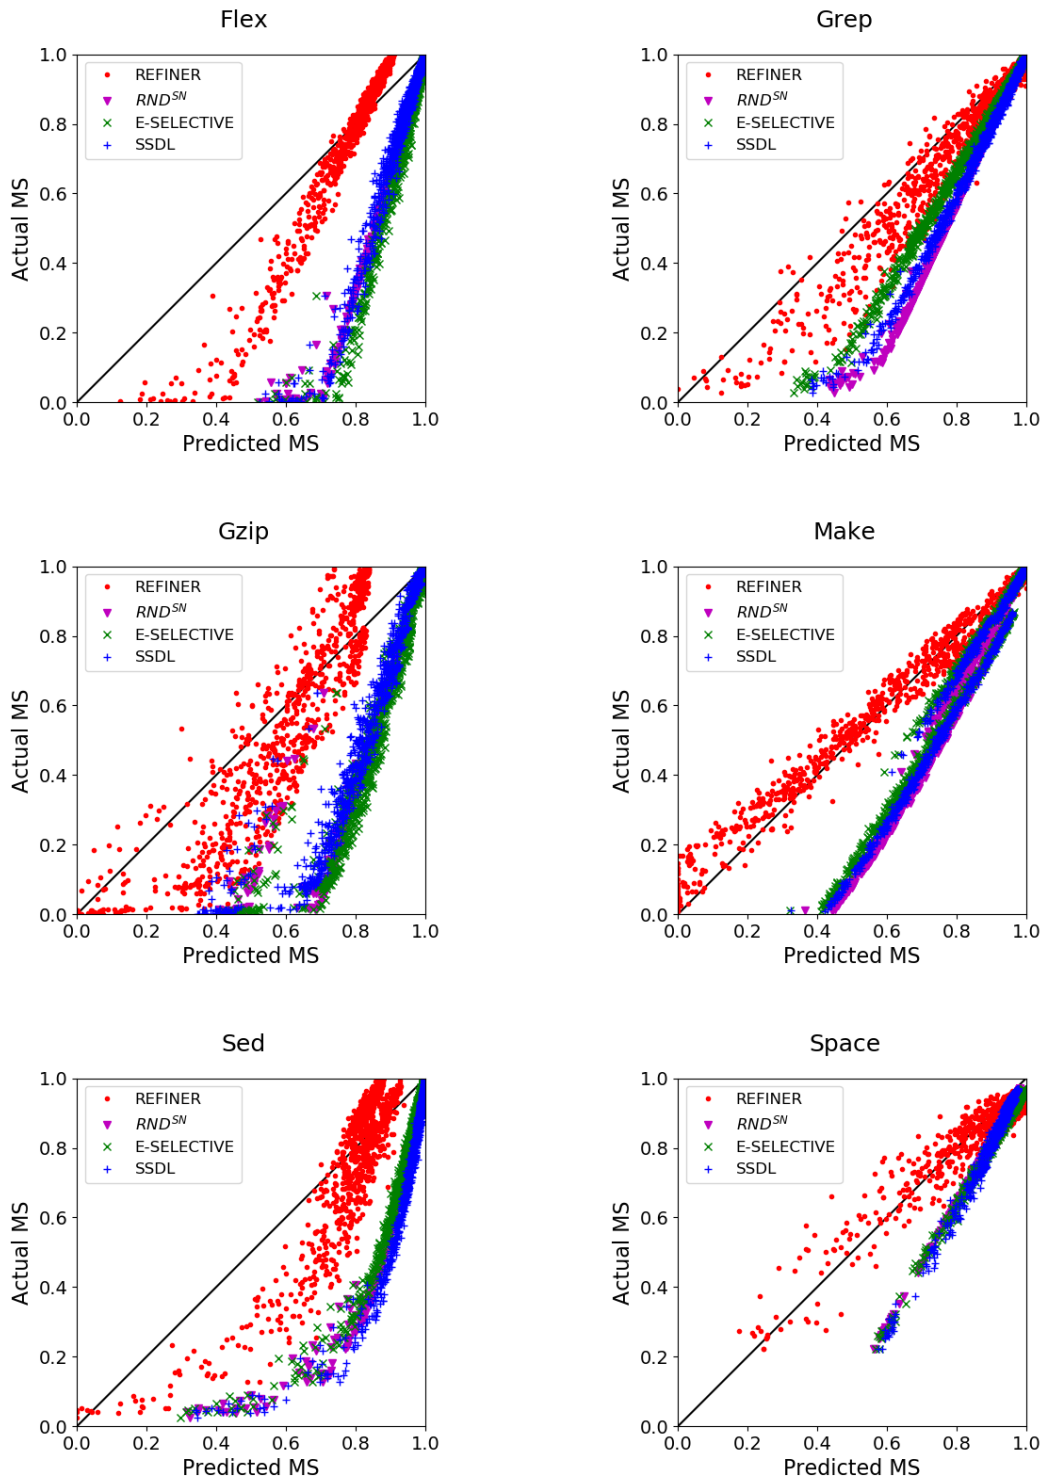 Flex
1.0
0.8
0.6
0.4
0.2
0.0
Actual MS
REFINER
RND^SN
E-SELECTIVE
SSDL
0.0 0.2 0.4 0.6 0.8 1.0
Predicted MS
Grep
1.0
0.8
0.6
0.4
0.2
0.0
Actual MS
REFINER
RND^SN
E-SELECTIVE
SSDL
0.0 0.2 0.4 0.6 0.8 1.0
Predicted MS
Gzip
1.0
0.8
0.6
0.4
0.2
0.0
Actual MS
REFINER
RND^SN
E-SELECTIVE
SSDL
0.0 0.2 0.4 0.6 0.8 1.0
Predicted MS
Make
1.0
0.8
0.6
0.4
0.2
0.0
Actual MS
REFINER
RND^SN
E-SELECTIVE
SSDL
0.0 0.2 0.4 0.6 0.8 1.0
Predicted MS
Sed
1.0
0.8
0.6
0.4
0.2
0.0
Actual MS
REFINER
RND^SN
E-SELECTIVE
SSDL
0.0 0.2 0.4 0.6 0.8 1.0
Predicted MS
Space
1.0
0.8
0.6
0.4
0.2
0.0
Actual MS
REFINER
RND^SN
E-SELECTIVE
SSDL
0.0 0.2 0.4 0.6 0.8 1.0
Predicted MS